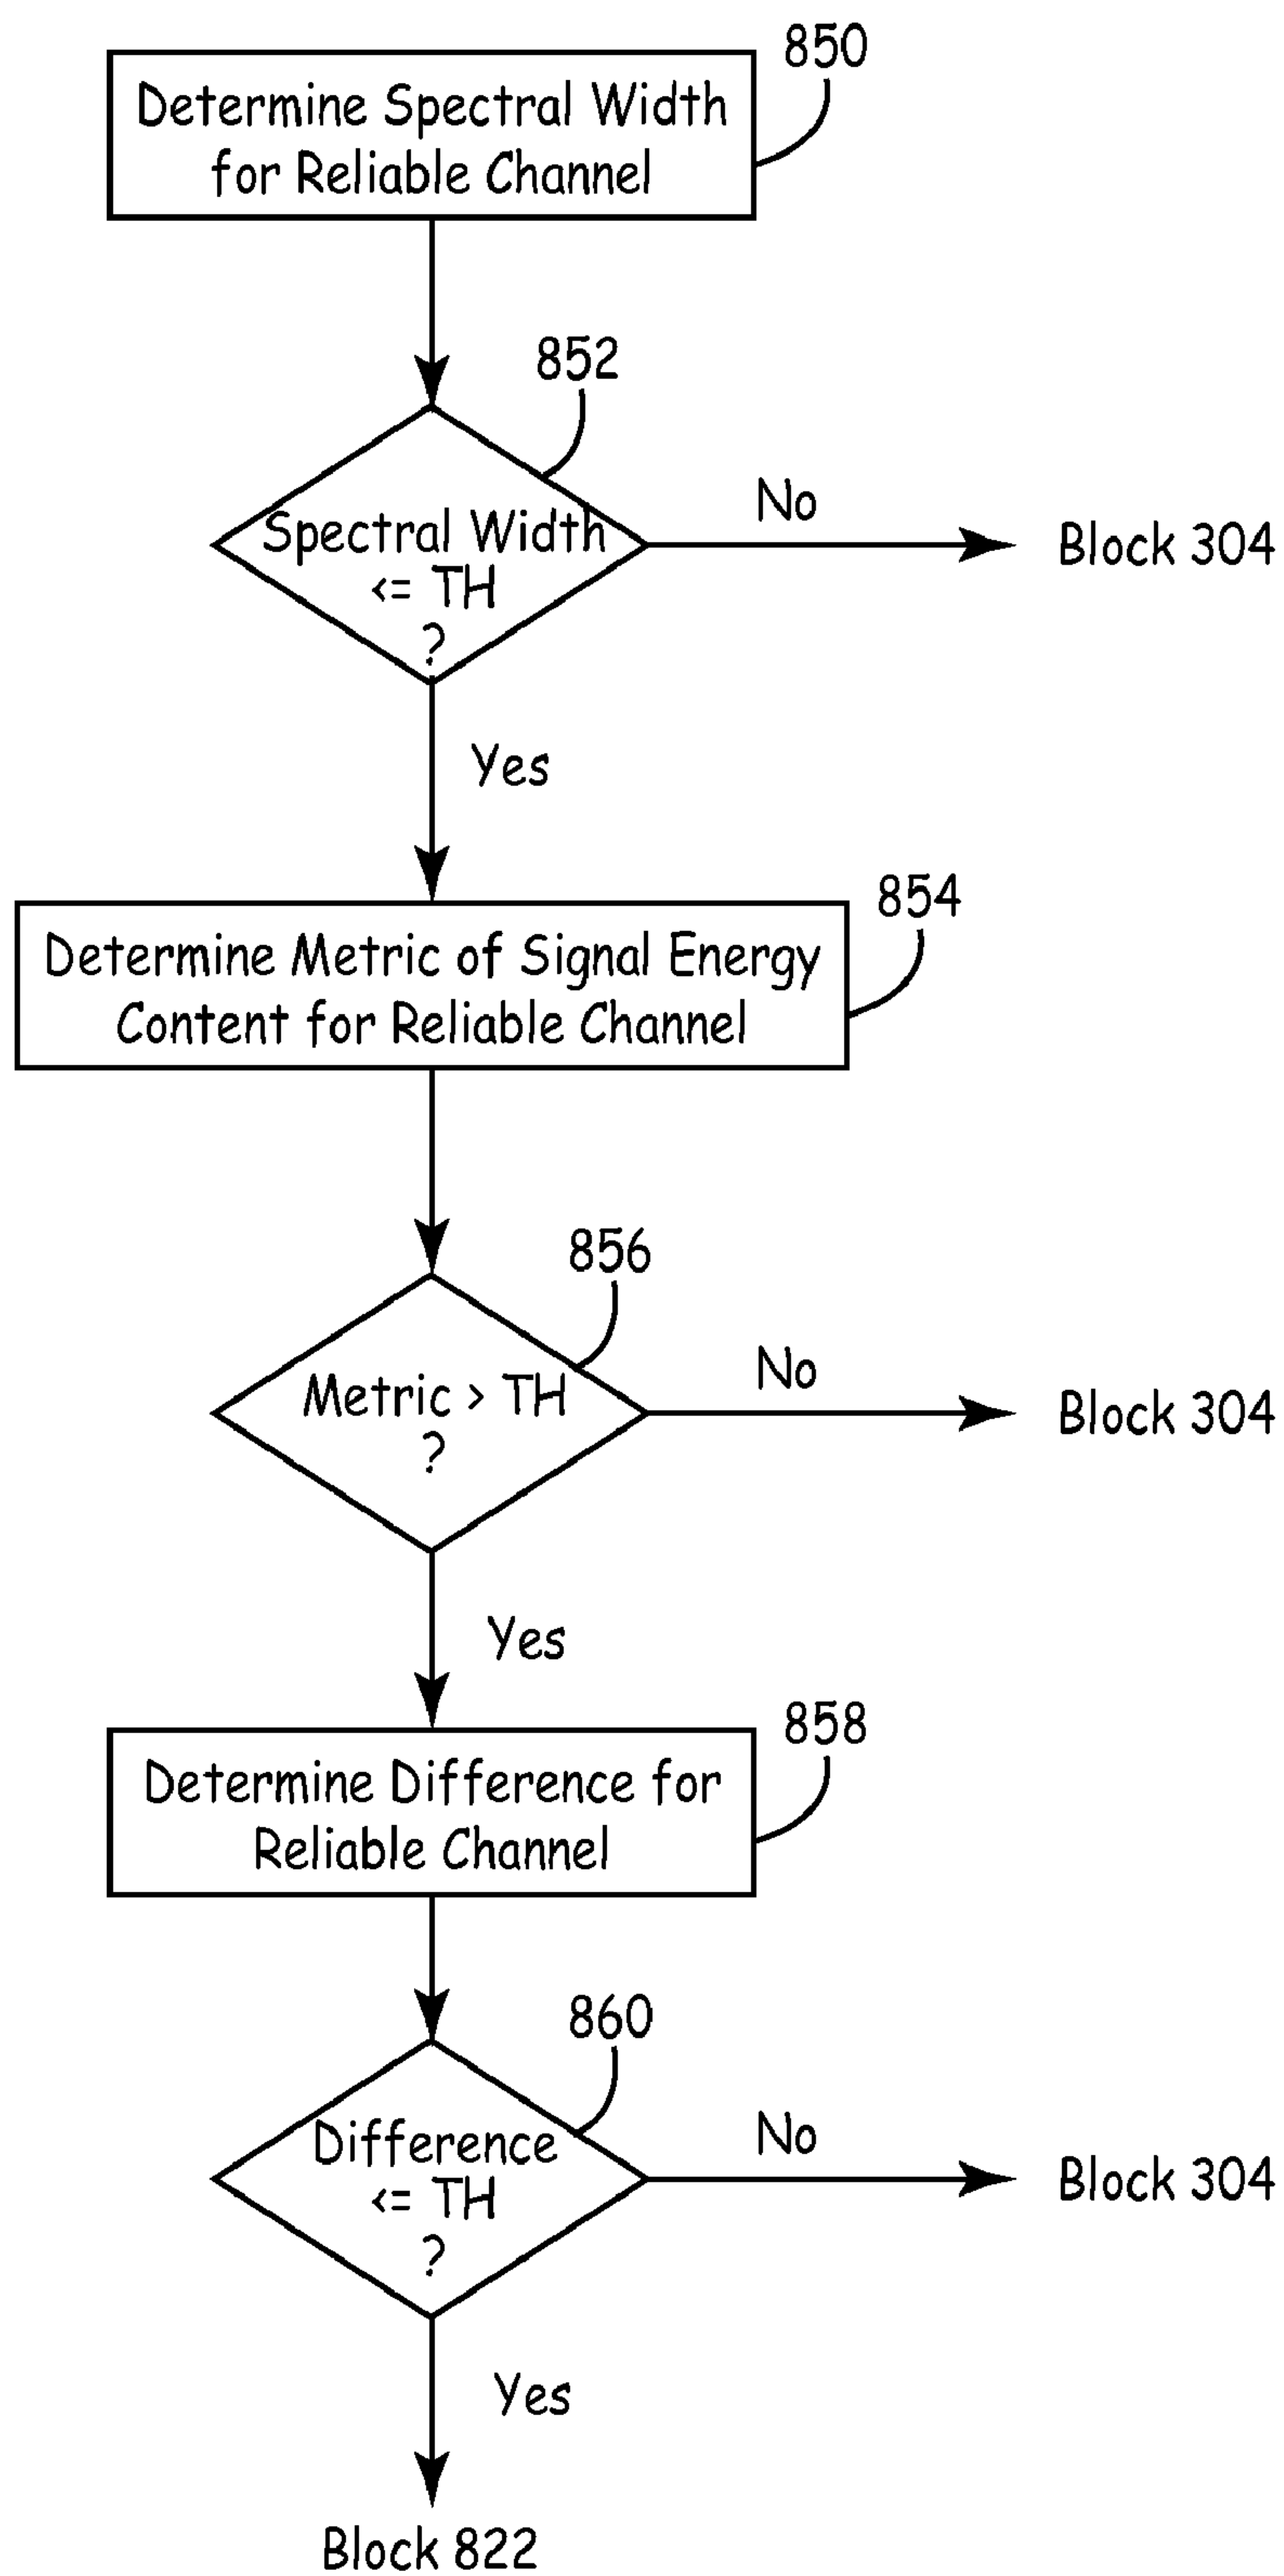 850
Determine Spectral Width
for Reliable Channel
852
Spectral Width
<= TH
?
No
Block 304
Yes
854
Determine Metric of Signal Energy
Content for Reliable Channel
856
Metric > TH
?
No
Block 304
Yes
858
Determine Difference for
Reliable Channel
860
Difference
<= TH
?
No
Block 304
Yes
Block 822